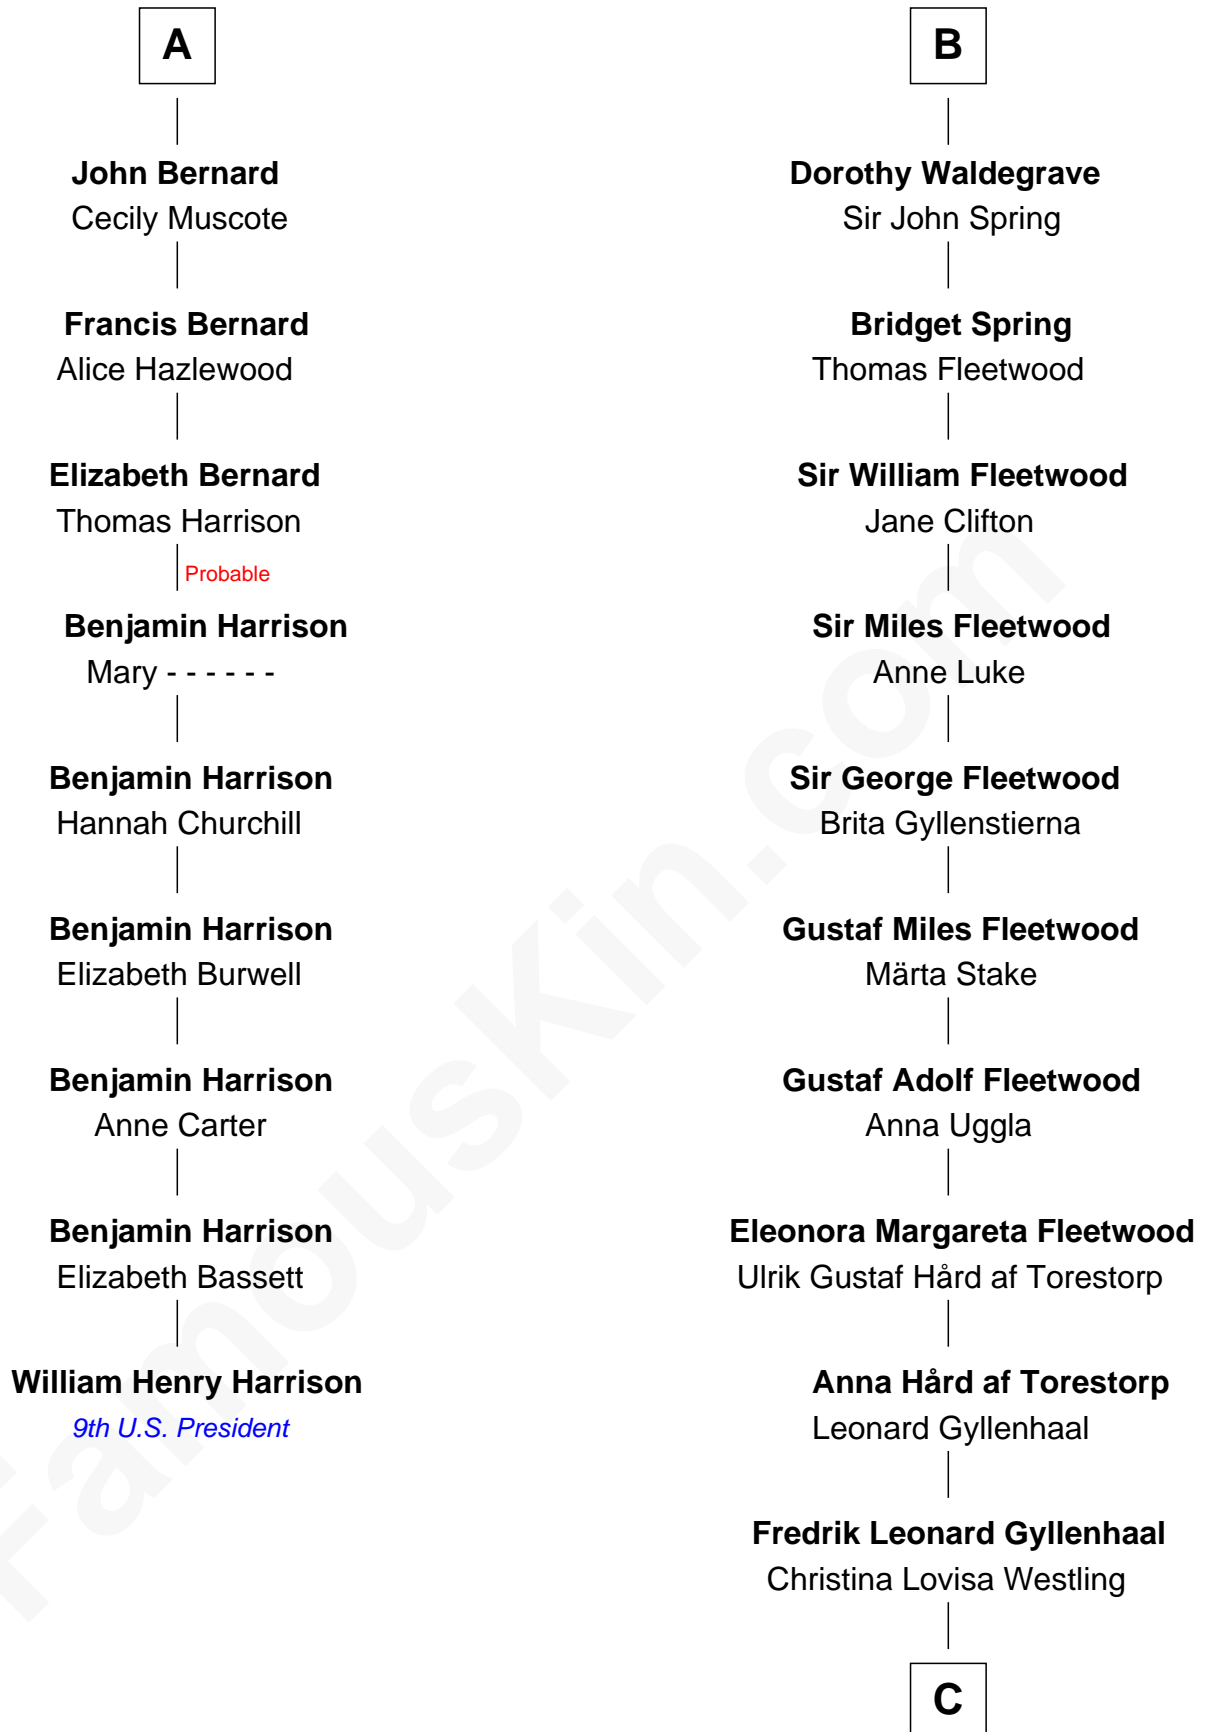 A
John Bernard
Cecily Muscote
Francis Bernard
Alice Hazlewood
Elizabeth Bernard
Thomas Harrison
Probable
Benjamin Harrison
Mary - - - - - -
Benjamin Harrison
Hannah Churchill
Benjamin Harrison
Elizabeth Burwell
Benjamin Harrison
Anne Carter
Benjamin Harrison
Elizabeth Bassett
William Henry Harrison
9th U.S. President
B
Dorothy Waldegrave
Sir John Spring
Bridget Spring
Thomas Fleetwood
Sir William Fleetwood
Jane Clifton
Sir Miles Fleetwood
Anne Luke
Sir George Fleetwood
Brita Gyllenstierna
Gustaf Miles Fleetwood
Märta Stake
Gustaf Adolf Fleetwood
Anna Uggla
Eleonora Margareta Fleetwood
Ulrik Gustaf Hård af Torestorp
Anna Hård af Torestorp
Leonard Gyllenhaal
Fredrik Leonard Gyllenhaal
Christina Lovisa Westling
C
FamousKin.com